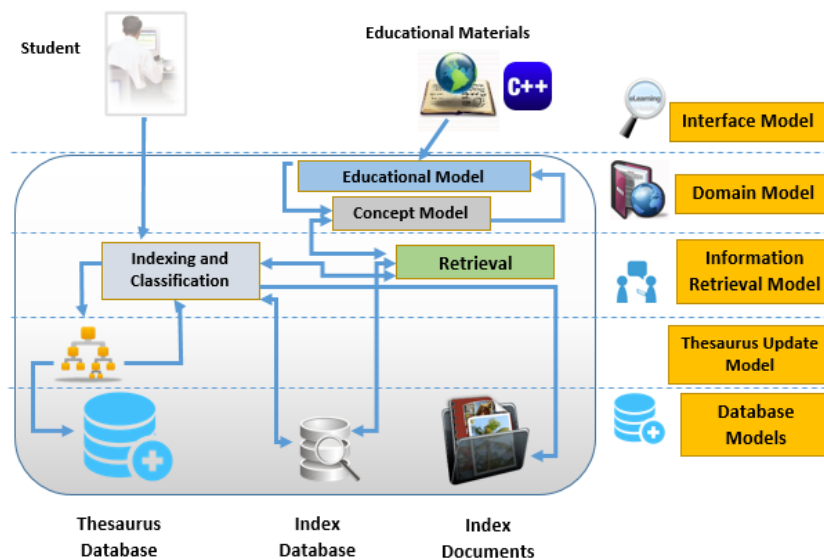 Student
Educational Materials
C++
eLearning
Interface Model
Educational Model
Domain Model
Concept Model
Indexing and
Classification
Retrieval
Information
Retrieval Model
Thesaurus Update
Model
Database
Models
Thesaurus
Database
Index
Database
Index
Documents